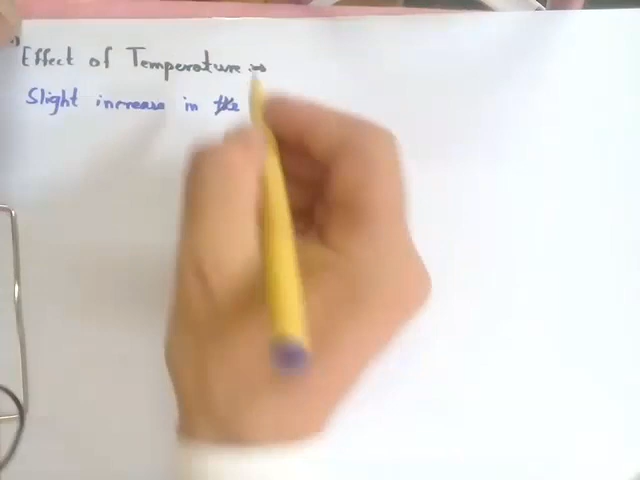 Effect of Temperature :->
Slight increase in the